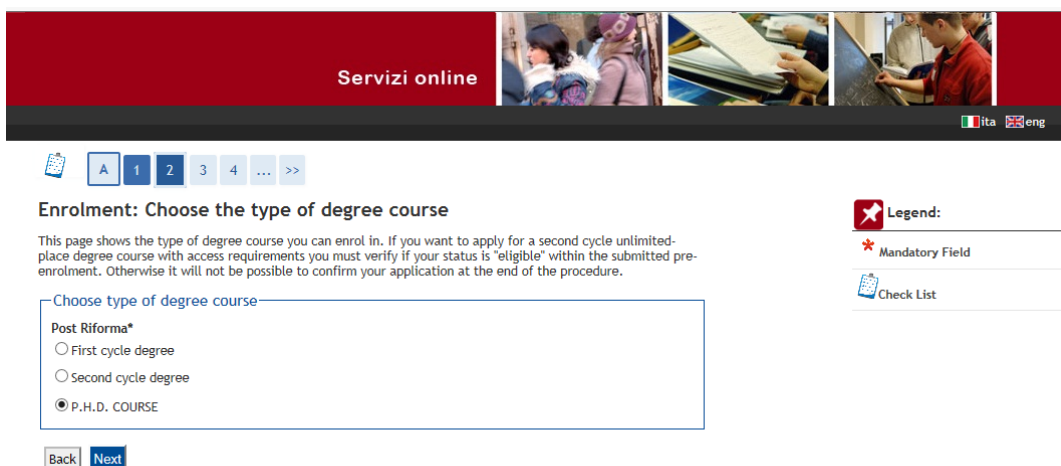 Servizi online
ita eng
A 1 2 3 4 ... >>
Enrolment: Choose the type of degree course
This page shows the type of degree course you can enrol in. If you want to apply for a second cycle unlimited-
place degree course with access requirements you must verify if your status is "eligible" within the submitted pre-
enrolment. Otherwise it will not be possible to confirm your application at the end of the procedure.
Choose type of degree course
Post Riforma*
First cycle degree
Second cycle degree
P.H.D. COURSE
Back Next
Legend:
* Mandatory Field
Check List